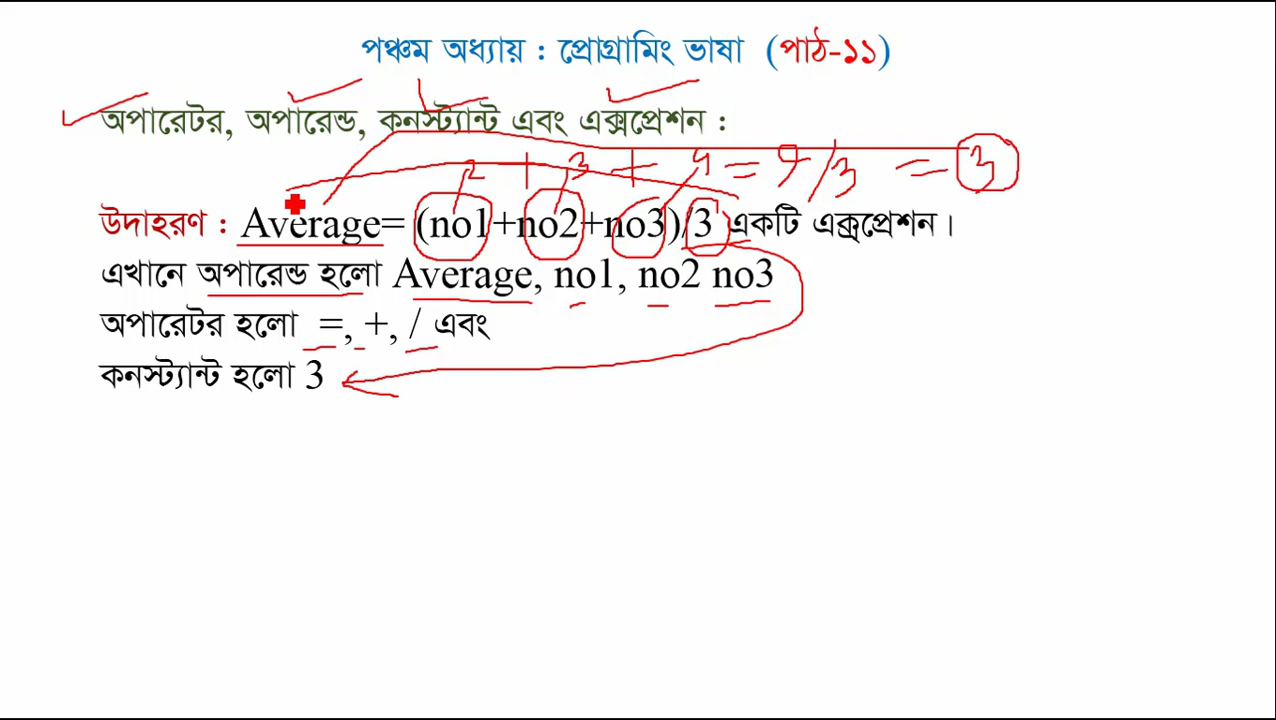 পঞ্চম অধ্যায় : প্রোগ্রামিং ভাষা (পাঠ-১১)
অপারেটর, অপারেন্ড, কনস্ট্যান্ট এবং এক্সপ্রেশন :
2 + 3 + 4 = 9/3 = 3
উদাহরণ : Average= (no1+no2+no3)/3 একটি এক্সপ্রেশন।
এখানে অপারেন্ড হলো Average, no1, no2 no3
অপারেটর হলো =, +, / এবং
কনস্ট্যান্ট হলো 3